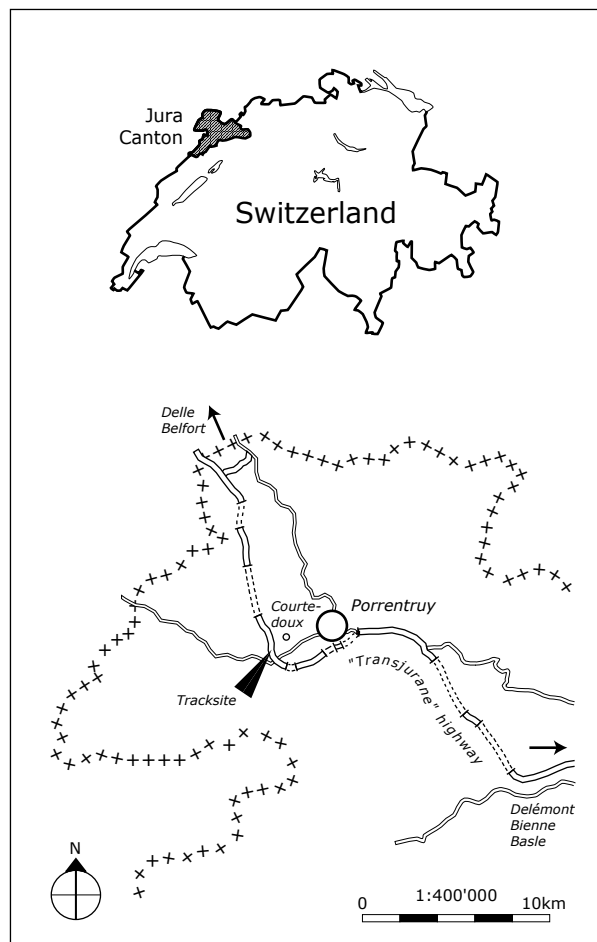 Jura
Canton
Switzerland
Delle
Belfort
Courte-
doux
Porrentruy
Tracksite
"Transjurane" highway
Delémont
Bienne
Basle
N
1:400'000
0
10km